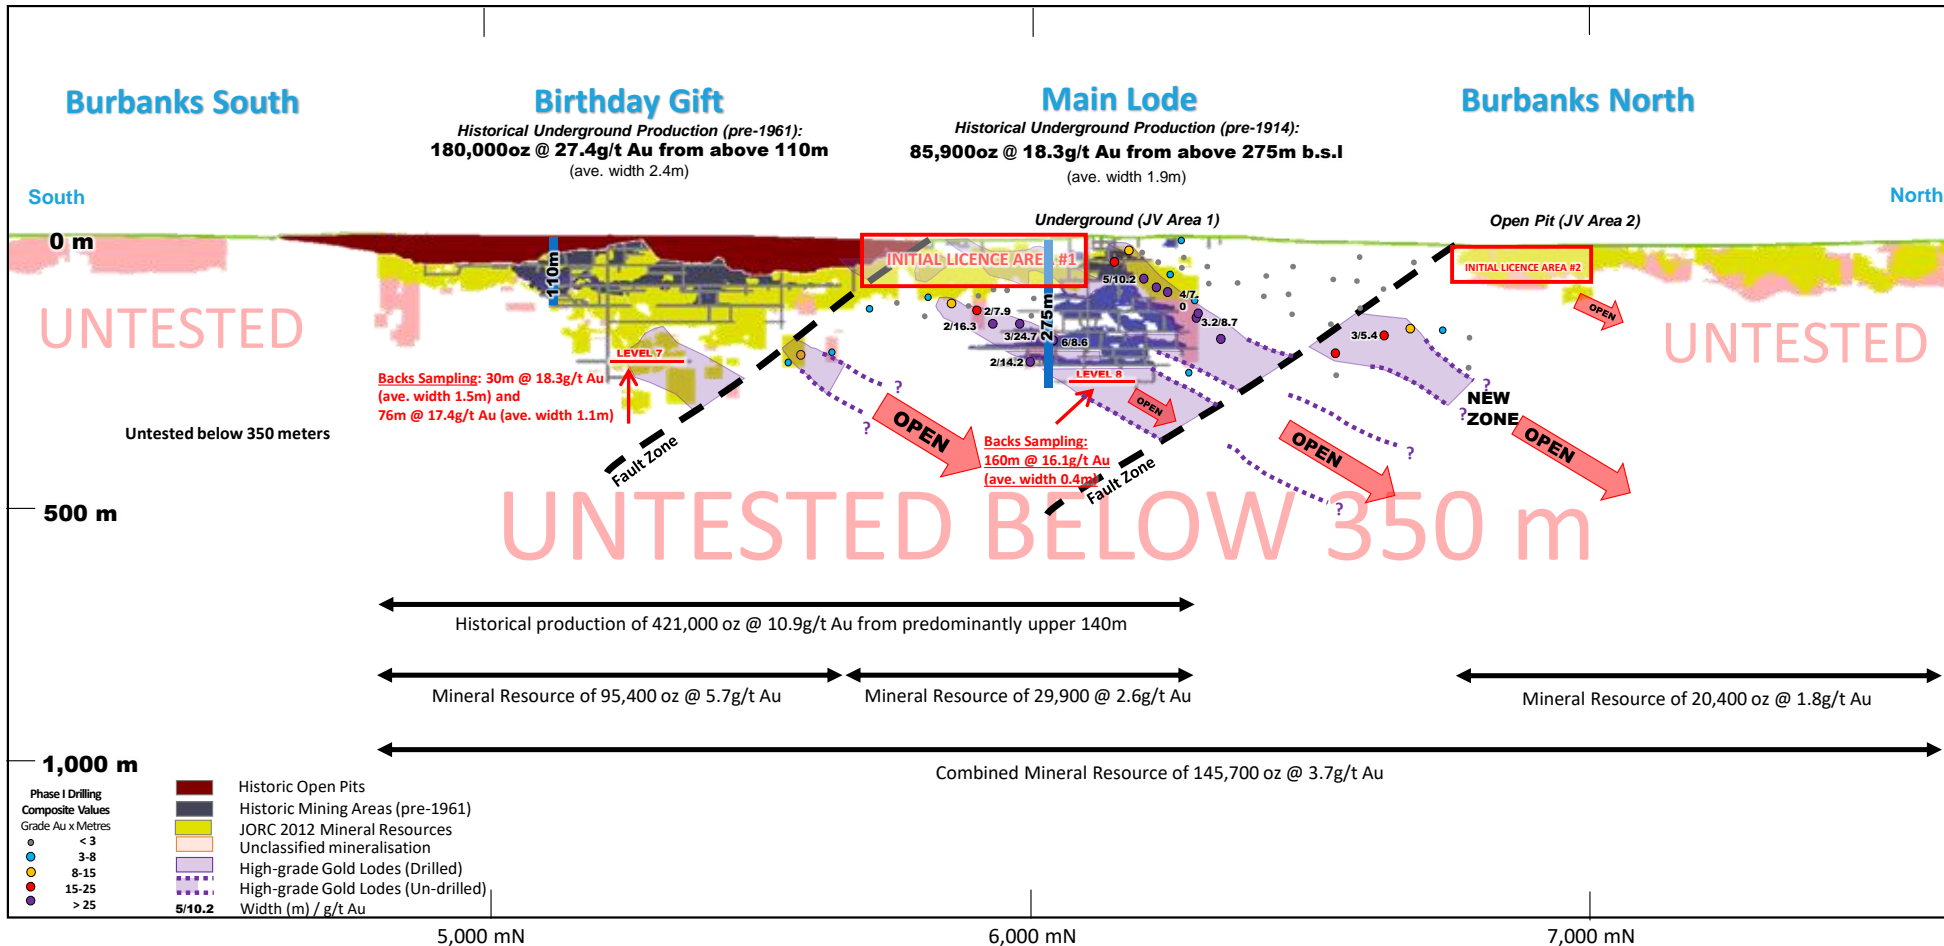 Burbanks South
Birthday Gift
Main Lode
Burbanks North
Historical Underground Production (pre-1961):
180,000oz @ 27.4g/t Au from above 110m
(ave. width 2.4m)
Historical Underground Production (pre-1914):
85,900oz @ 18.3g/t Au from above 275m b.s.l
(ave. width 1.9m)
South
North
Underground (JV Area 1)
Open Pit (JV Area 2)
0 m
INITIAL LICENCE AREA #1
INITIAL LICENCE AREA #2
110m
275m
5/10.2
4/7.
0
2/7.9
2/16.3
3/24.7
6/8.6
2/14.2
3.2/8.7
3/5.4
OPEN
UNTESTED
UNTESTED
LEVEL 7
LEVEL 8
Backs Sampling: 30m @ 18.3g/t Au
(ave. width 1.5m) and
76m @ 17.4g/t Au (ave. width 1.1m)
?
?
OPEN
OPEN
Backs Sampling:
160m @ 16.1g/t Au
(ave. width 0.4m)
?
?
NEW
ZONE
OPEN
?
?
OPEN
Untested below 350 meters
Fault Zone
Fault Zone
500 m
UNTESTED BELOW 350 m
Historical production of 421,000 oz @ 10.9g/t Au from predominantly upper 140m
Mineral Resource of 95,400 oz @ 5.7g/t Au
Mineral Resource of 29,900 @ 2.6g/t Au
Mineral Resource of 20,400 oz @ 1.8g/t Au
1,000 m
Combined Mineral Resource of 145,700 oz @ 3.7g/t Au
Phase I Drilling
Composite Values
Grade Au x Metres
< 3
3-8
8-15
15-25
> 25
Historic Open Pits
Historic Mining Areas (pre-1961)
JORC 2012 Mineral Resources
Unclassified mineralisation
High-grade Gold Lodes (Drilled)
High-grade Gold Lodes (Un-drilled)
5/10.2 Width (m) / g/t Au
5,000 mN
6,000 mN
7,000 mN